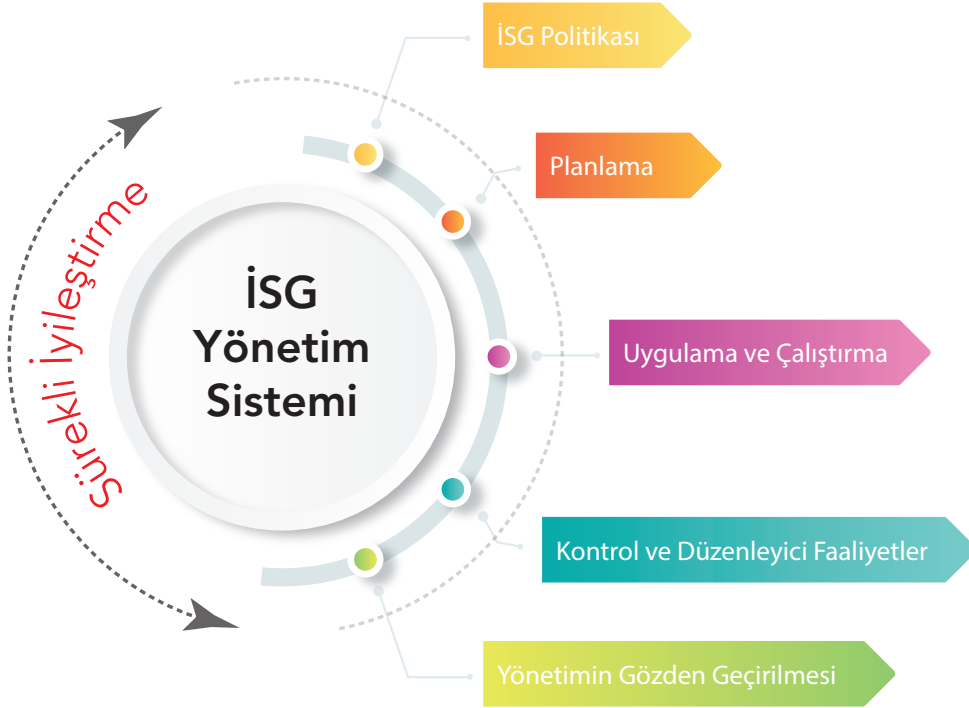 İSG Politikası
Planlama
Sürekli İyileştirme
İSG
Yönetim
Sistemi
Uygulama ve Çalıştırma
Kontrol ve Düzenleyici Faaliyetler
Yönetimin Gözden Geçirilmesi